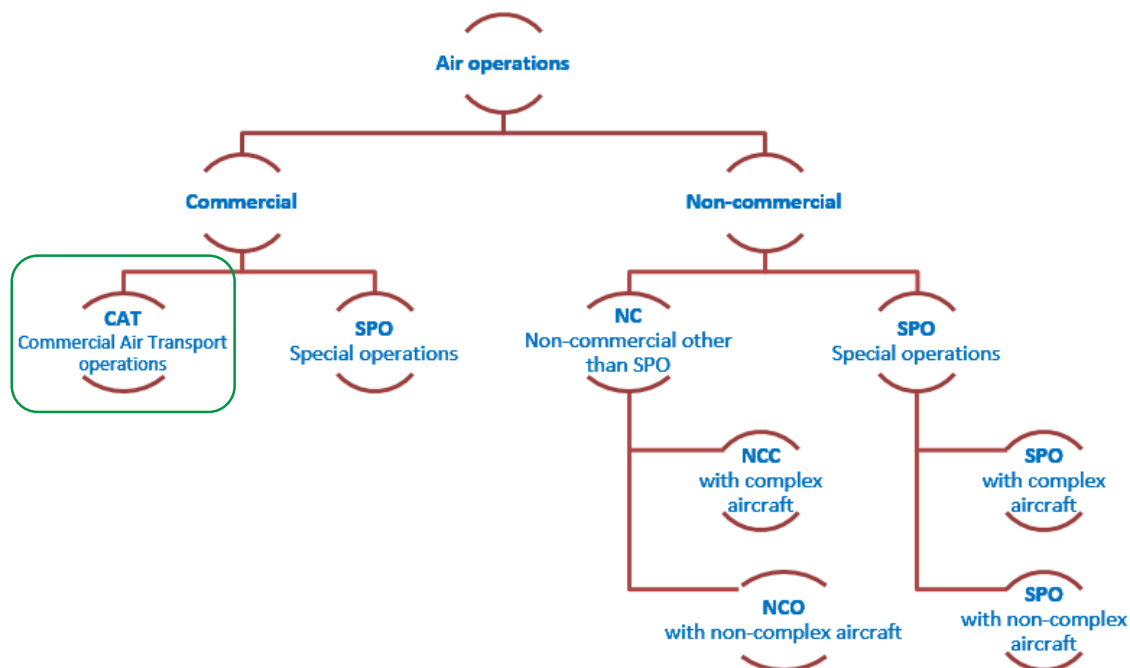 Air operations
Commercial
Non-commercial
CAT
Commercial Air Transport
operations
SPO
Special operations
NC
Non-commercial other
than SPO
SPO
Special operations
NCC
with complex
aircraft
SPO
with complex
aircraft
NCO
with non-complex aircraft
SPO
with non-complex
aircraft